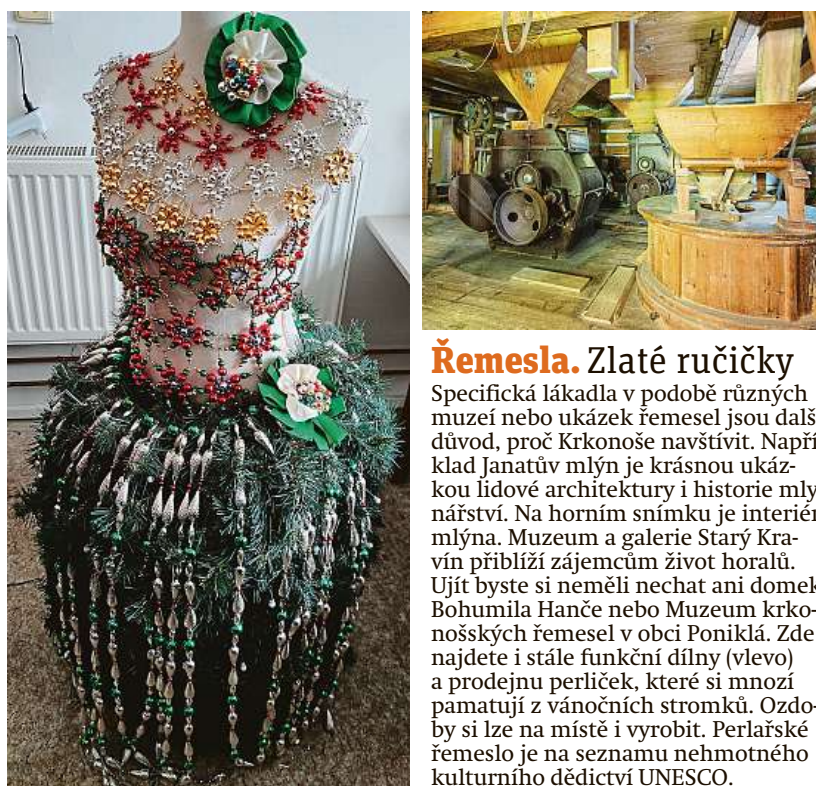 Řemesla. Zlaté ručičky
Specifická lákadla v podobě různých
muzeí nebo ukázek řemesel jsou dalš
důvod, proč Krkonoše navštívit. Napří
klad Janatův mlýn je krásnou ukáz-
kou lidové architektury i historie mly
nářství. Na horním snímku je interiér
mlýna. Muzeum a galerie Starý Kra-
vín přiblíží zájemcům život horalů.
Ujít byste si neměli nechat ani domek
Bohumila Hanče nebo Muzeum krko-
nošských řemesel v obci Poniklá. Zde
najdete i stále funkční dílny (vlevo)
a prodejnu perliček, které si mnozí
pamatují z vánočních stromků. Ozdo-
by si lze na místě i vyrobit. Perlařské
řemeslo je na seznamu nehmotného
kulturního dědictví UNESCO.